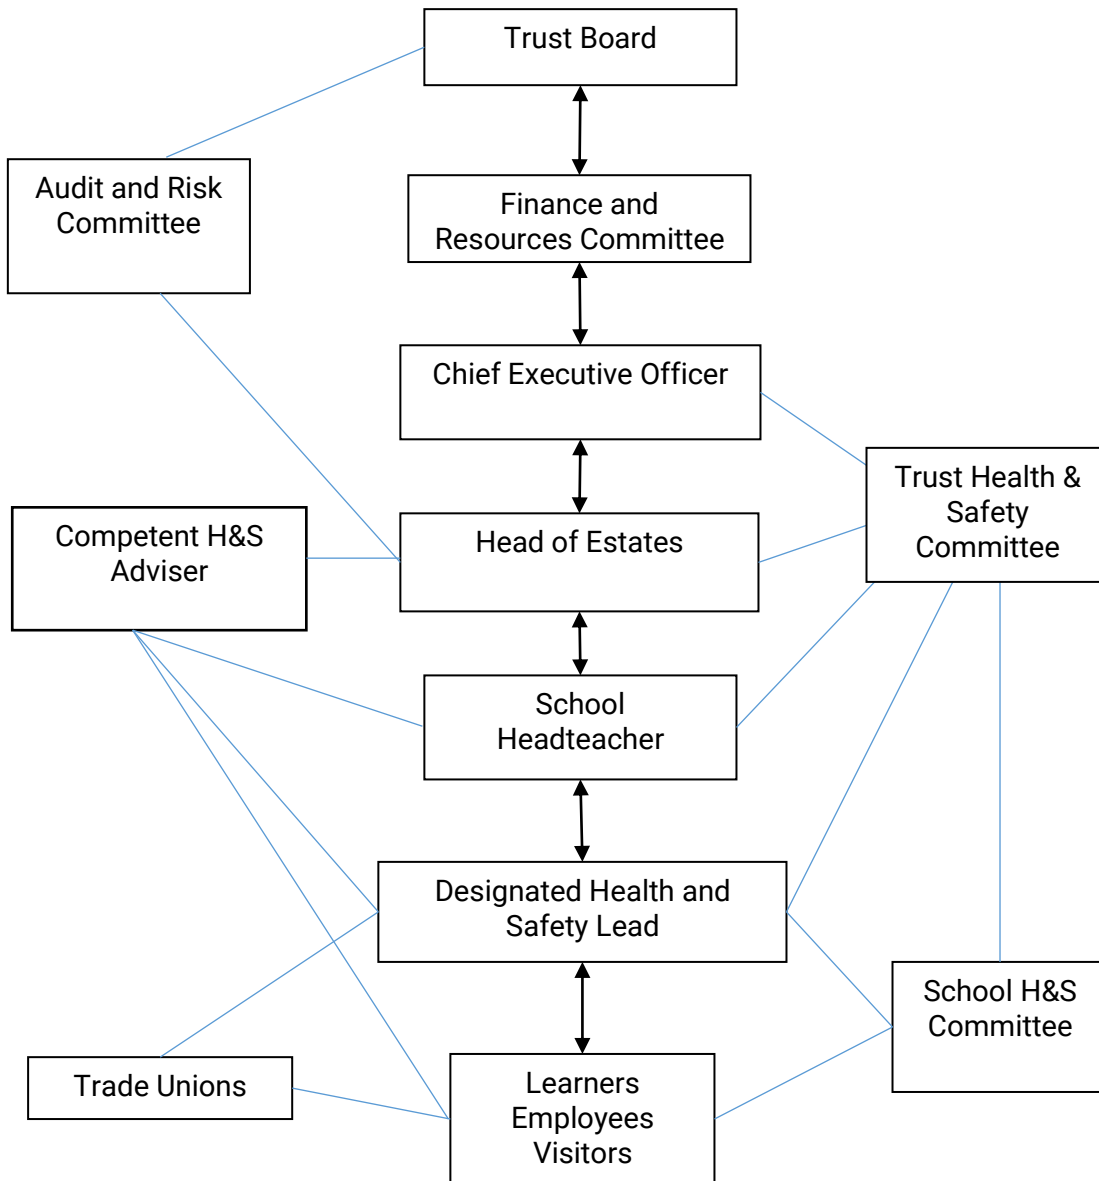 Trust Board
Audit and Risk
Committee
Finance and
Resources Committee
Chief Executive Officer
Trust Health &
Safety
Committee
Competent H&S
Adviser
Head of Estates
School
Headteacher
Designated Health and
Safety Lead
School H&S
Committee
Trade Unions
Learners
Employees
Visitors